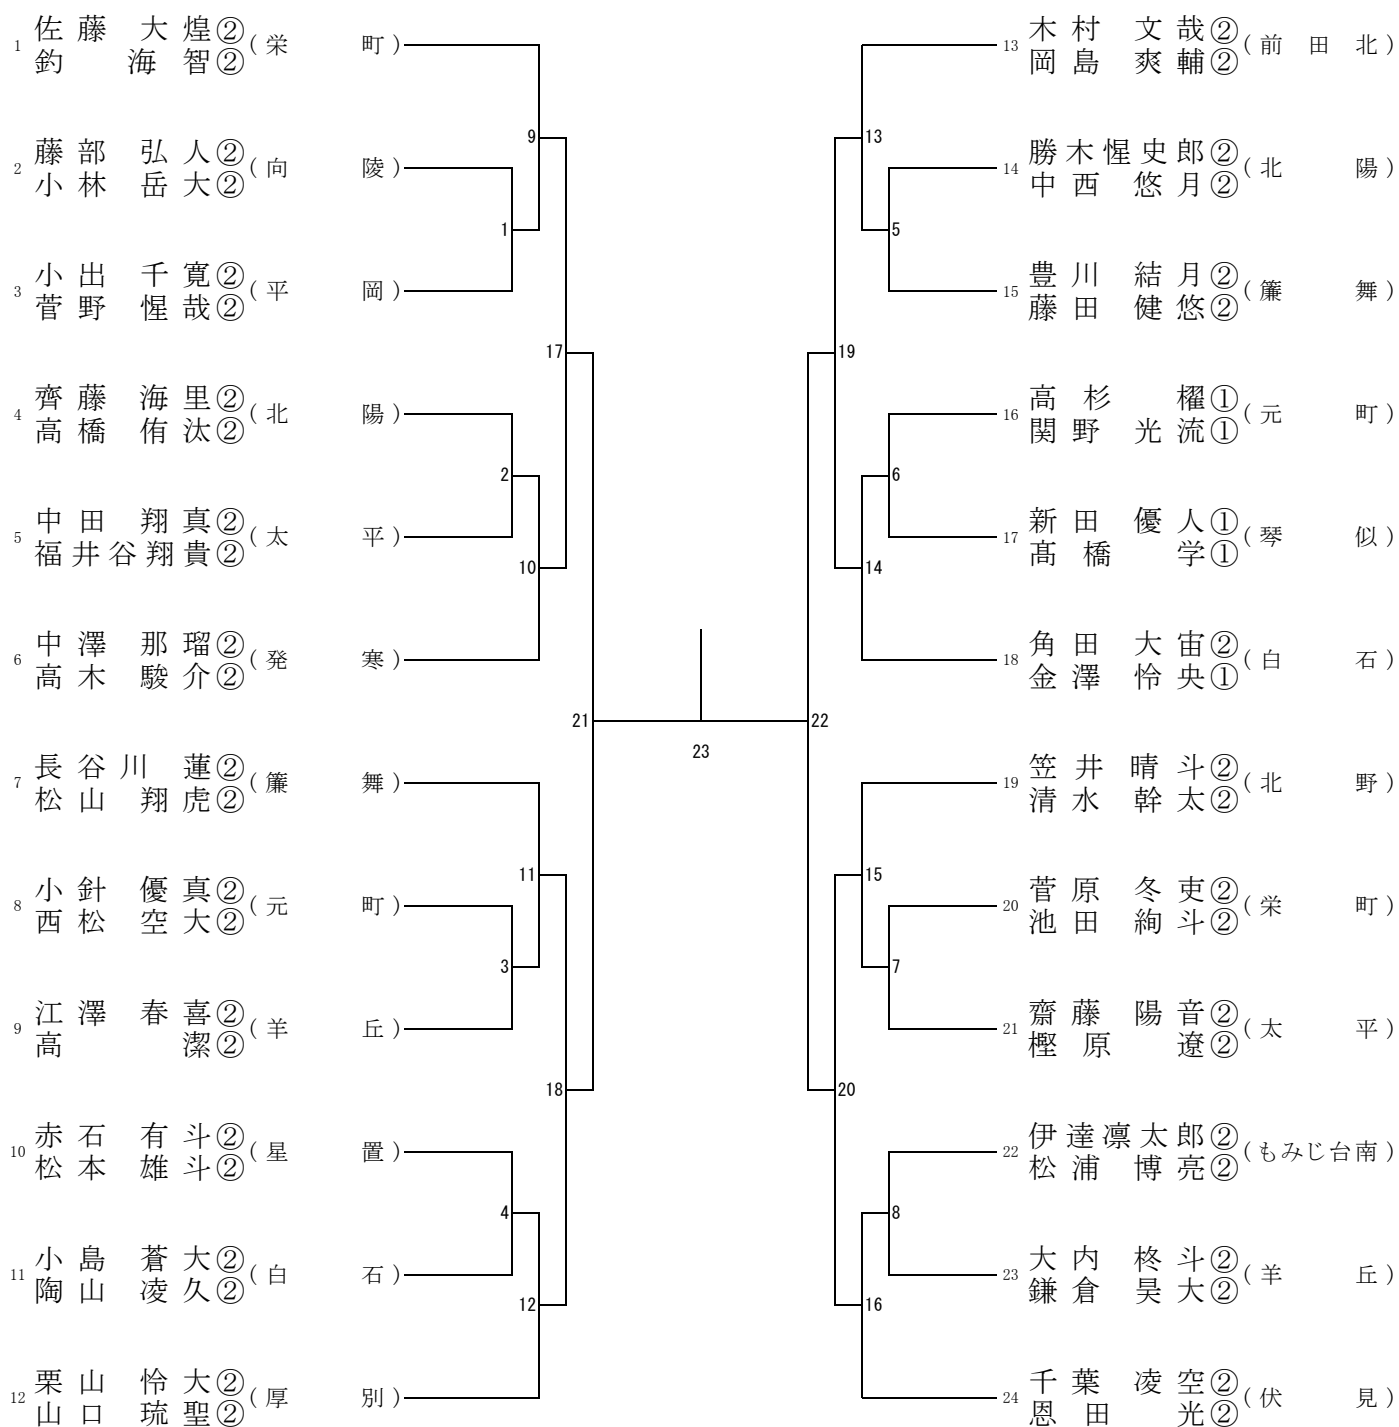 1 佐藤 大煌② (栄町)
釣 海智②
2 藤部 弘人② (向陵)
小林 岳大②
3 小出 千寛② (平岡)
菅野 惺哉②
4 齊藤 海里② (北陽)
高橋 侑汰②
5 中田 翔真② (太平)
福井谷翔貴②
6 中澤 那瑠② (発寒)
高木 駿介②
7 長谷川 蓮② (簾舞)
松山 翔虎②
8 小針 優真② (元町)
西松 空大②
9 江澤 春喜② (羊丘)
高 潔②
10 赤石 有斗② (星置)
松本 雄斗②
11 小島 蒼大② (白石)
陶山 凌久②
12 栗山 怜大② (厚別)
山口 琉聖②
9
1
17
2
10
21
11
3
18
4
12
23
13
5
19
6
14
22
15
7
20
8
16
13 木村 文哉② (前田北)
岡島 爽輔②
14 勝木惺史郎② (北陽)
中西 悠月②
15 豊川 結月② (簾舞)
藤田 健悠②
16 高杉 櫂① (元町)
関野 光流①
17 新田 優人① (琴似)
髙橋 学①
18 角田 大宙② (白石)
金澤 怜央①
19 笠井 晴斗② (北野)
清水 幹太②
20 菅原 冬吏② (栄町)
池田 絢斗②
21 齋藤 陽音② (太平)
樫原 遼②
22 伊達凛太郎② (もみじ台南)
松浦 博亮②
23 大内 柊斗② (羊丘)
鎌倉 昊大②
24 千葉 凌空② (伏見)
恩田 光②